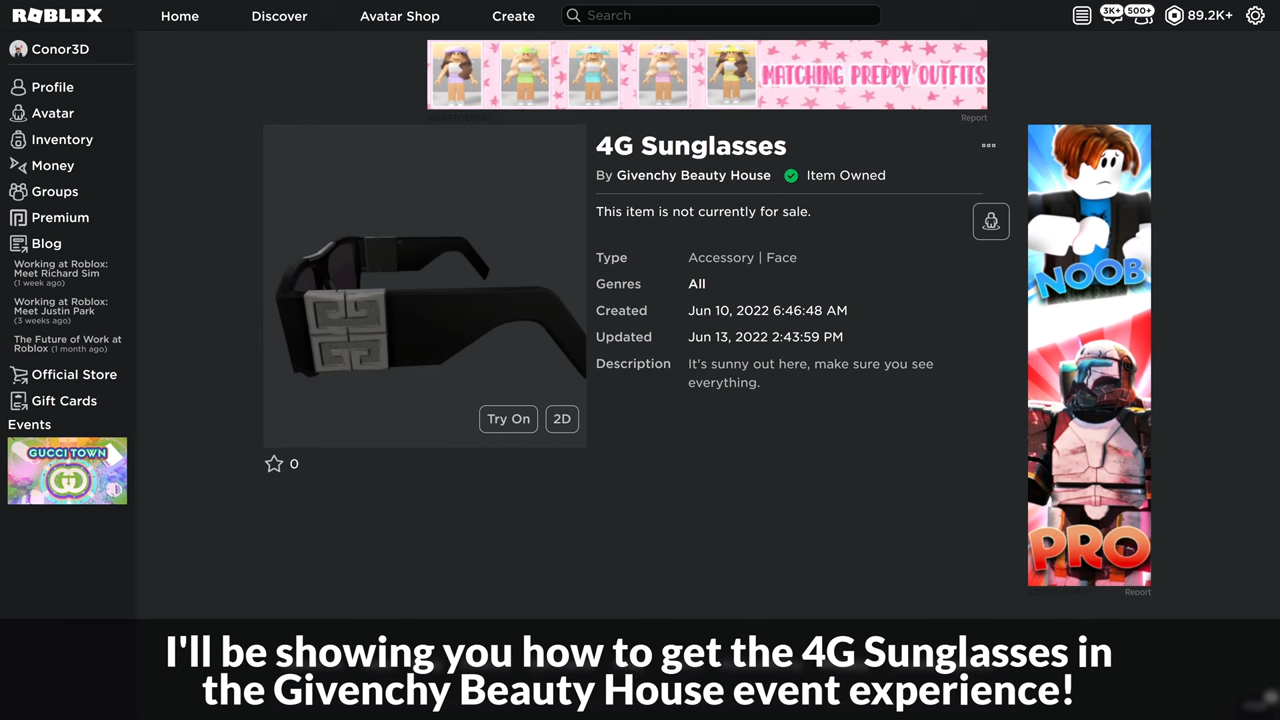 ROBLOX
Home
Discover
Avatar Shop
Create
Search
3K+
500+
89.2K+
Conor3D
Profile
Avatar
Inventory
Money
Groups
Premium
Blog
Working at Roblox:
Meet Richard Sim
(1 week ago)
Working at Roblox:
Meet Justin Park
(3 weeks ago)
The Future of Work at
Roblox (1 month ago)
Official Store
Gift Cards
Events
GUCCI TOWN
MATCHING PREPPY OUTFITS
ADVERTISEMENT
Report
4G Sunglasses
By Givenchy Beauty House
Item Owned
This item is not currently for sale.
Type
Accessory | Face
Genres
All
Created
Jun 10, 2022 6:46:48 AM
Updated
Jun 13, 2022 2:43:59 PM
Description
It's sunny out here, make sure you see
everything.
Try On
2D
0
NOOB
PRO
ADVERTISEMENT
Report
I'll be showing you how to get the 4G Sunglasses in
the Givenchy Beauty House event experience!